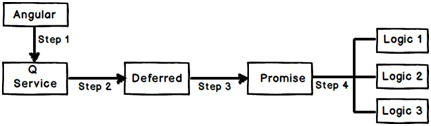 Angular
Step 1
Q
Service
Step 2
Deferred
Step 3
Promise
Step 4
Logic 1
Logic 2
Logic 3